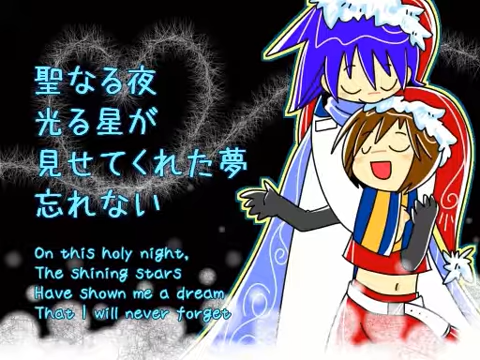 聖なる夜
光る星が
見せてくれた夢
忘れない
On this holy night,
The shining stars
Have shown me a dream
That I will never forget